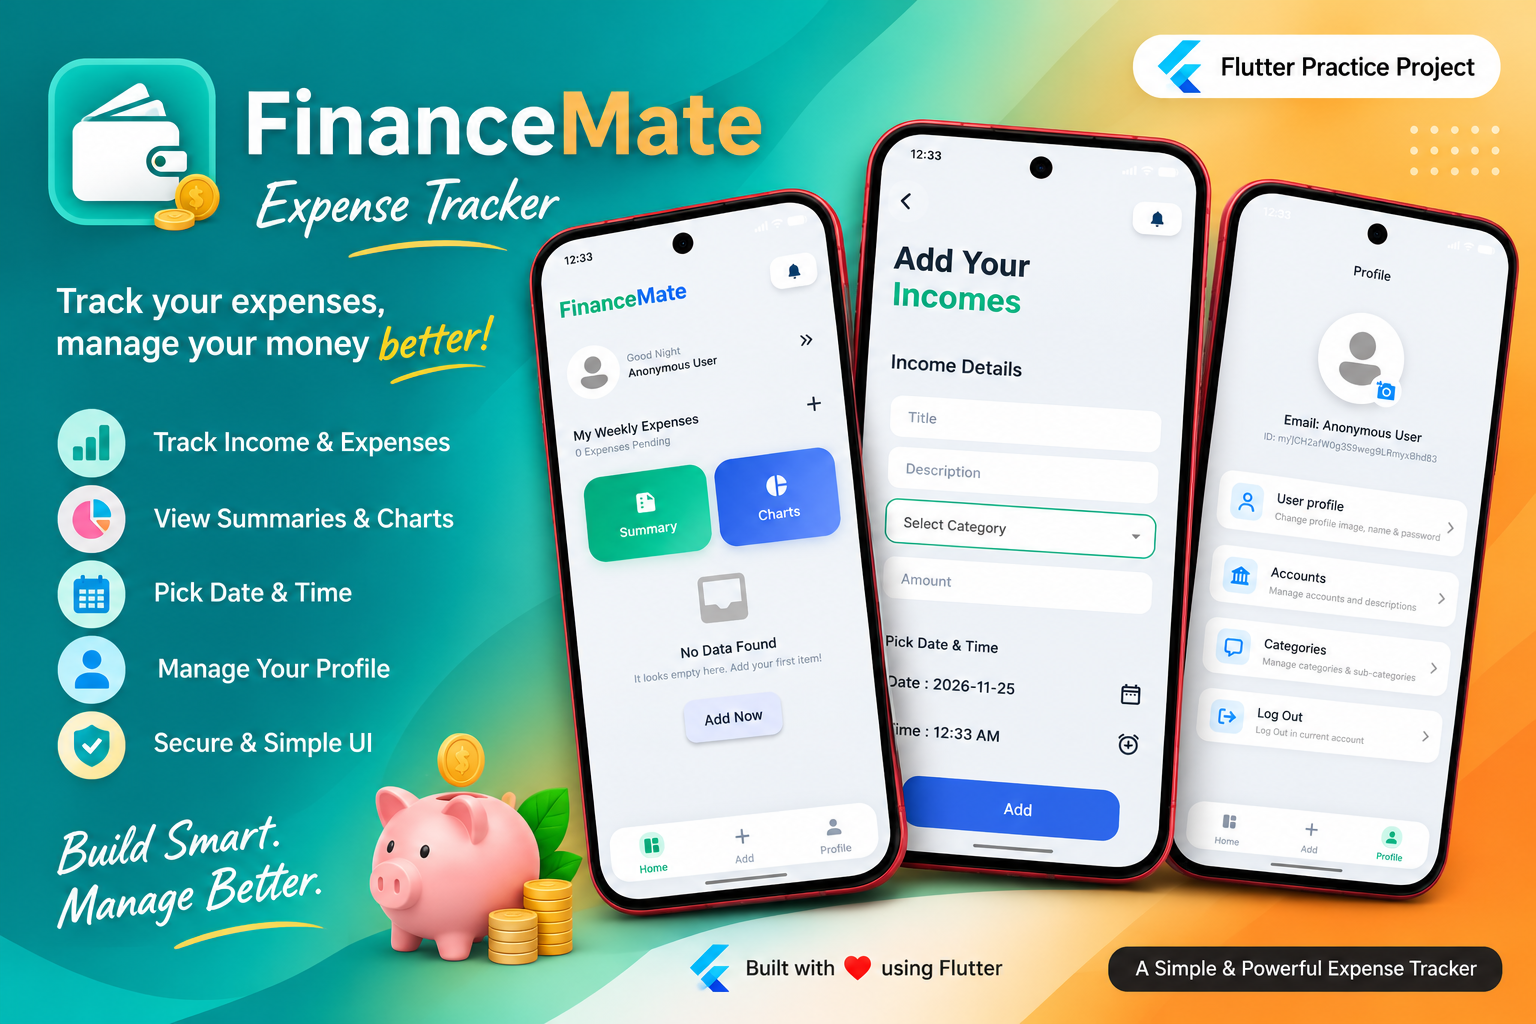 FinanceMate
Expense Tracker
Track your expenses,
manage your money better!
Track Income & Expenses
View Summaries & Charts
Pick Date & Time
Manage Your Profile
Secure & Simple UI
Build Smart.
Manage Better.
Flutter Practice Project
12:33
FinanceMate
Good Night
Anonymous User
My Weekly Expenses
0 Expenses Pending
Summary
Charts
No Data Found
It looks empty here. Add your first item!
Add Now
Home
Add
Profile
12:33
Add Your
Incomes
Income Details
Title
Description
Select Category
Amount
Pick Date & Time
Date : 2026-11-25
ime : 12:33 AM
Add
12:33
Profile
Email: Anonymous User
User profile
Change profile image, name & password
Accounts
Manage accounts and descriptions
Categories
Manage categories & sub-categories
Log Out
Log Out in current account
Home
Add
Profile
Built with ❤ using Flutter
A Simple & Powerful Expense Tracker